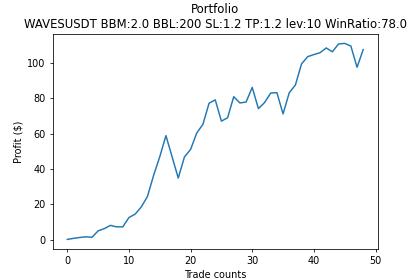 Portfolio
WAVESUSDT BBM:2.0 BBL:200 SL:1.2 TP:1.2 lev:10 WinRatio:78.0
100
80
60
40
20
0
Profit ($)
0 10 20 30 40 50
Trade counts